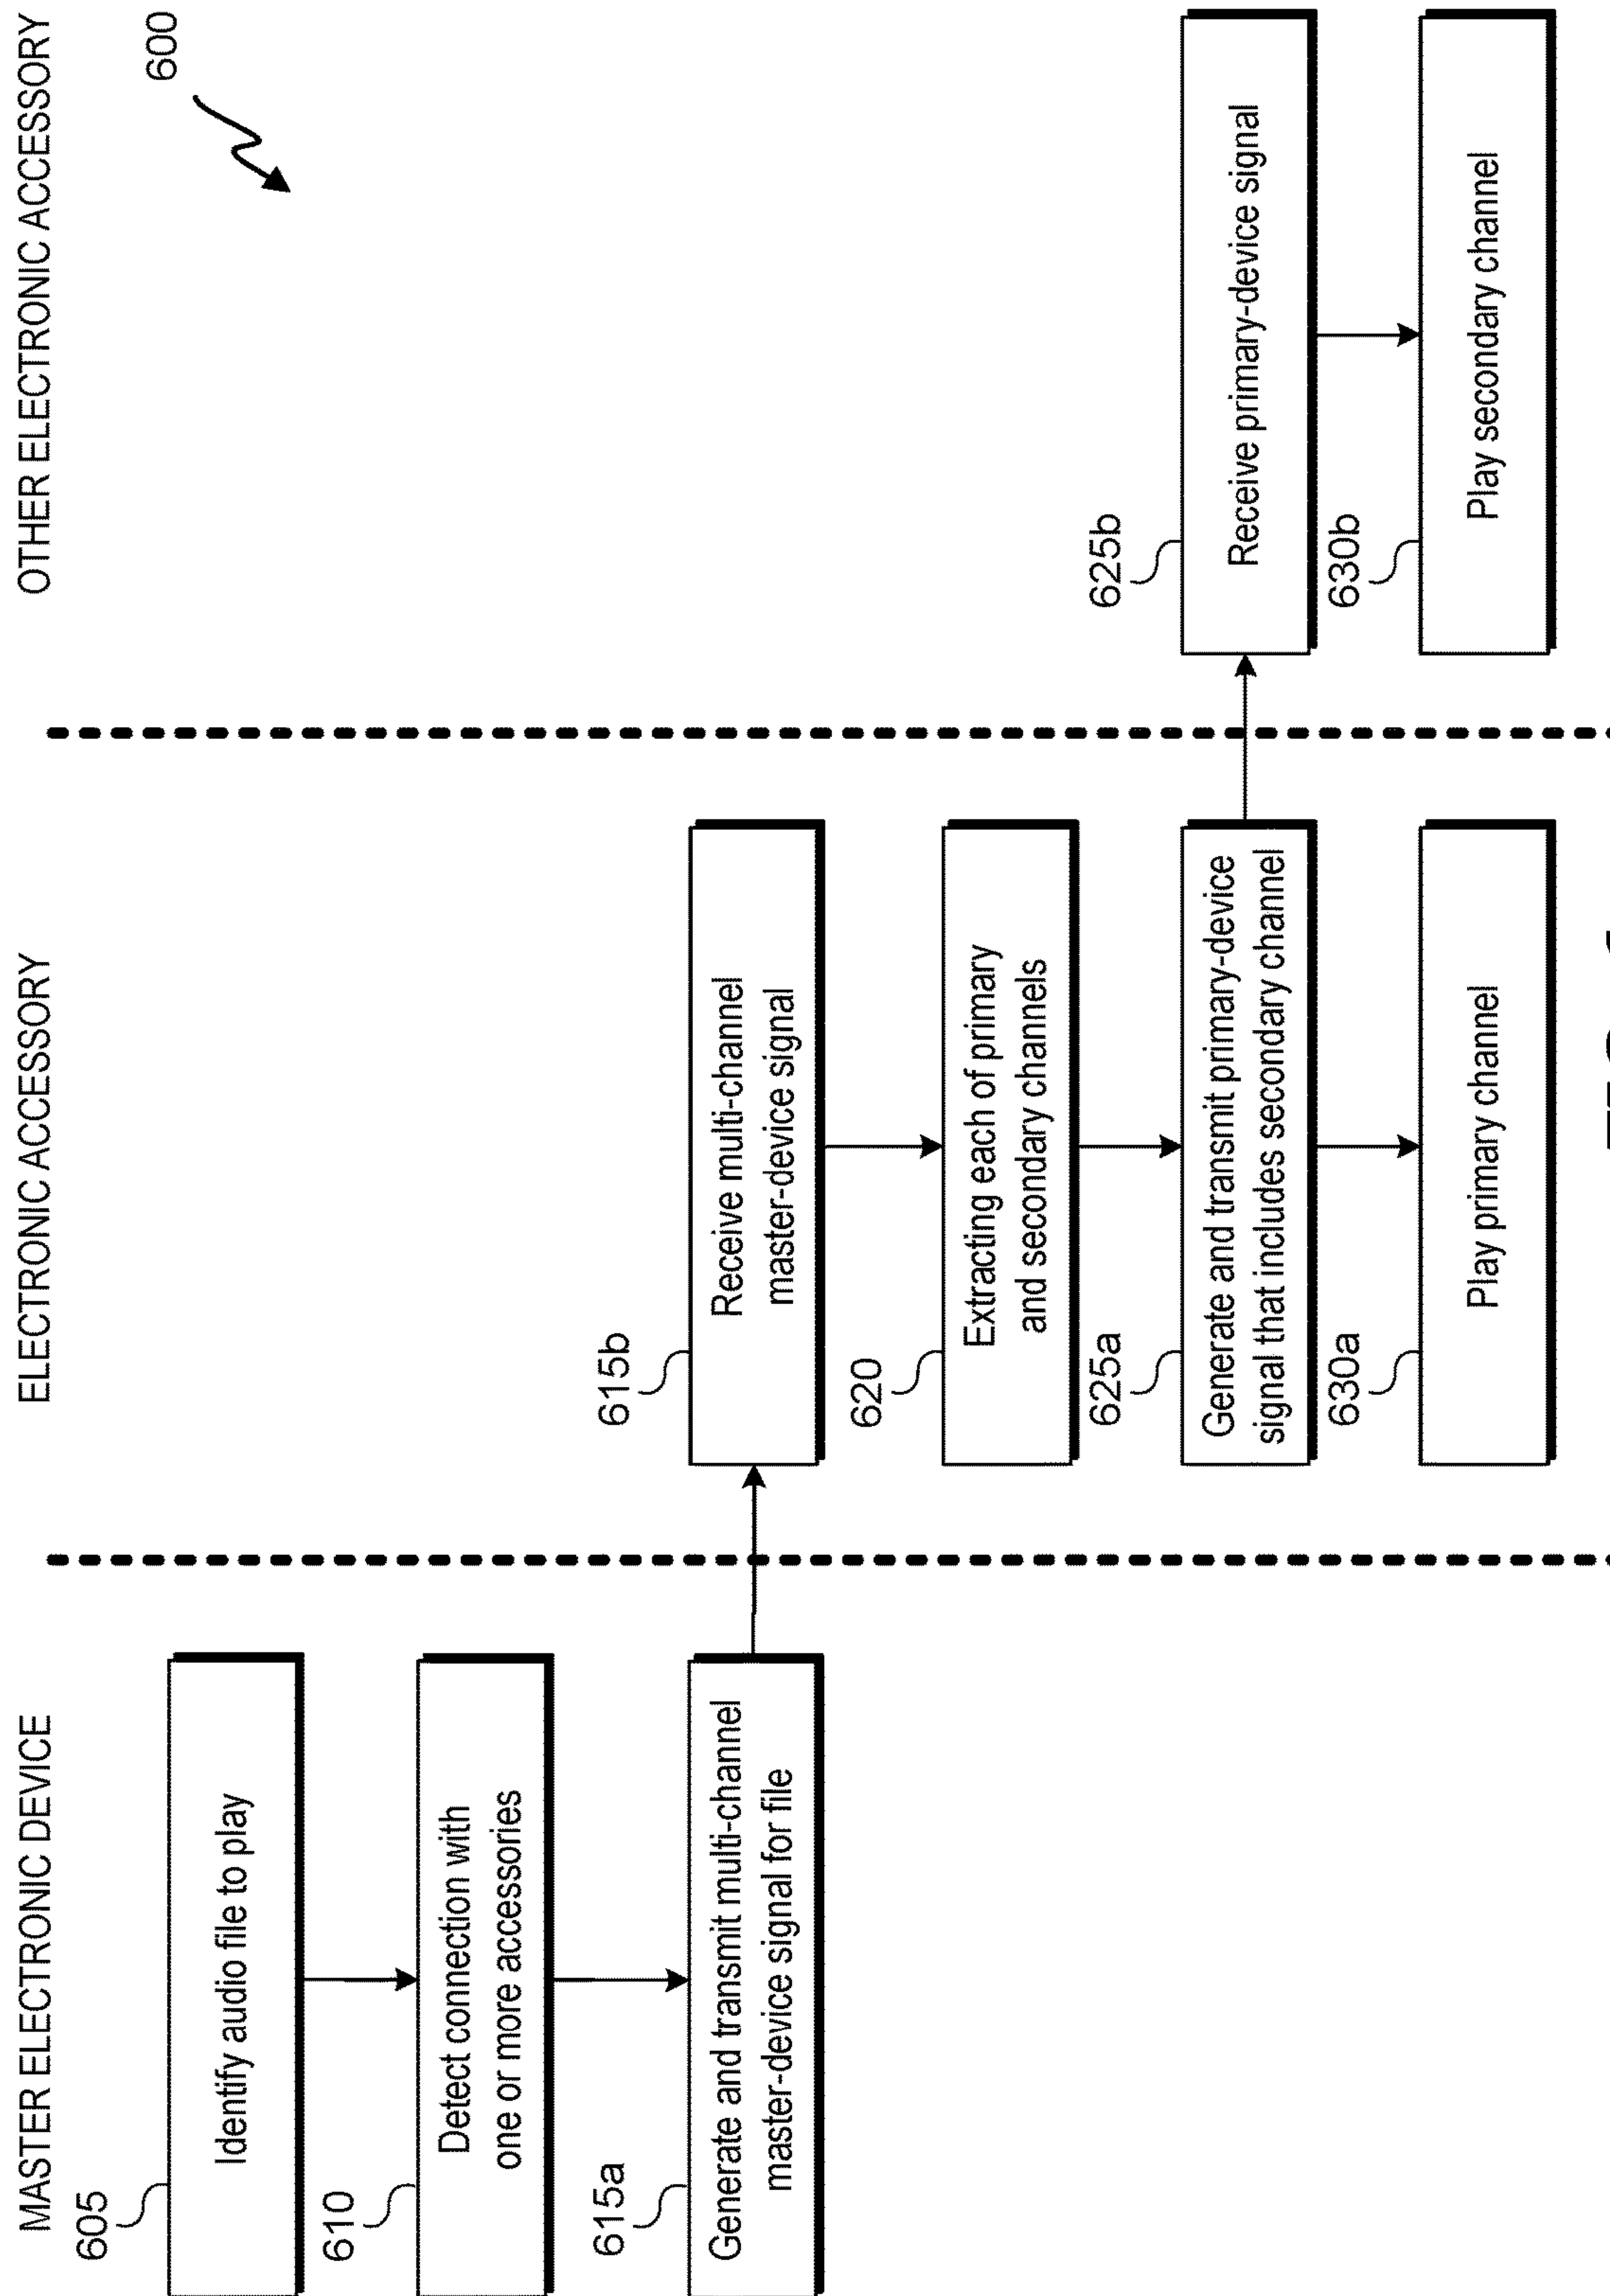 MASTER ELECTRONIC DEVICE
ELECTRONIC ACCESSORY
OTHER ELECTRONIC ACCESSORY
600
605
Identify audio file to play
610
Detect connection with
one or more accessories
615a
Generate and transmit multi-channel
master-device signal for file
615b
Receive multi-channel
master-device signal
620
Extracting each of primary
and secondary channels
625a
Generate and transmit primary-device
signal that includes secondary channel
630a
Play primary channel
625b
Receive primary-device signal
630b
Play secondary channel